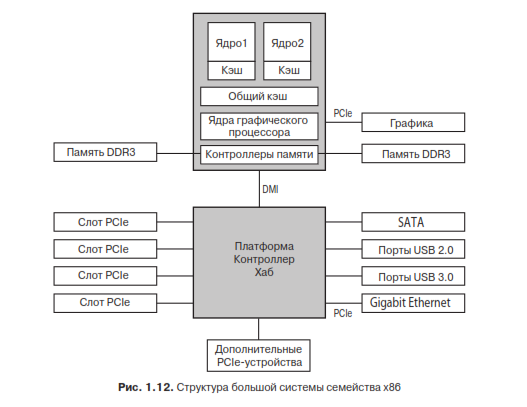 Ядро1 Ядро2
Кэш Кэш
Общий кэш
Ядра графического
процессора
PCIe
Графика
Память DDR3
Контроллеры памяти
Память DDR3
DMI
Слот PCIe
Слот PCIe
Слот PCIe
Слот PCIe
Платформа
Контроллер
Хаб
SATA
Порты USB 2.0
Порты USB 3.0
Gigabit Ethernet
PCIe
Дополнительные
PCIe-устройства
Рис. 1.12. Структура большой системы семейства x86